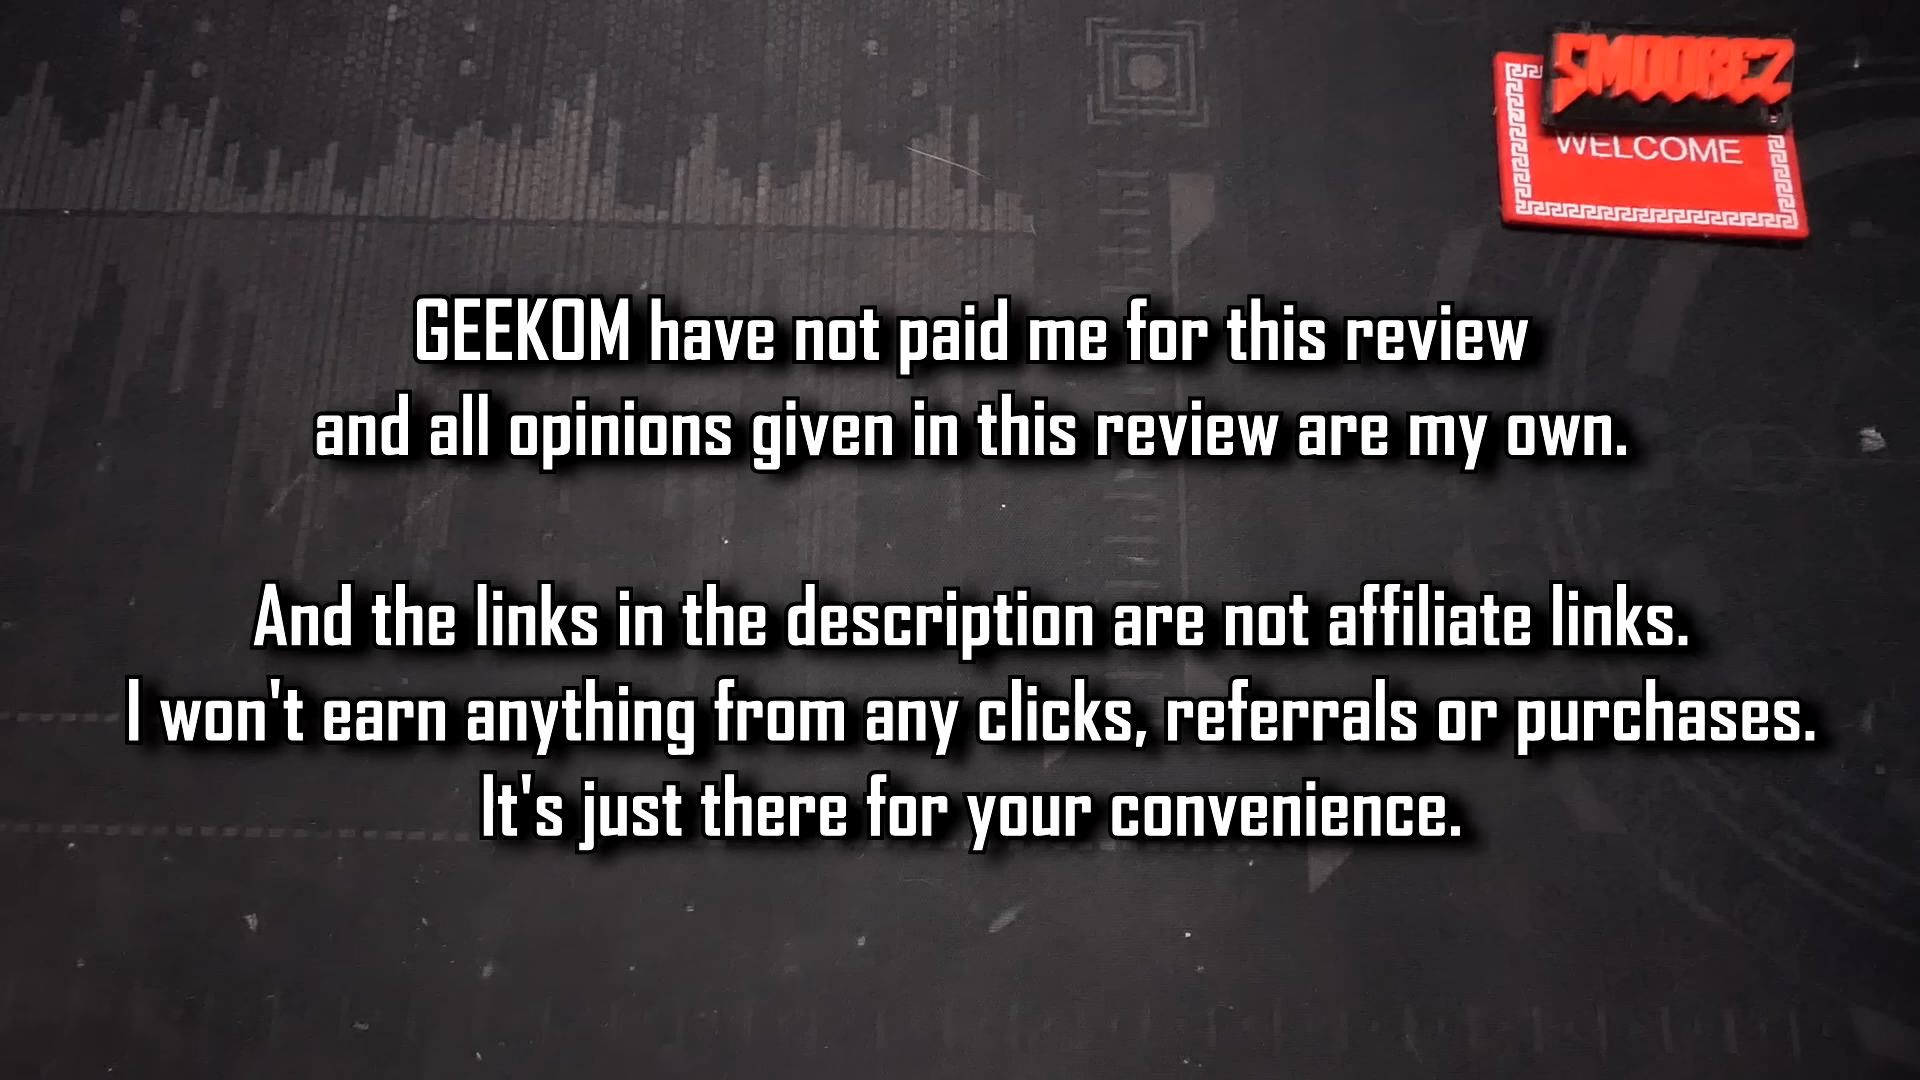 SMOOREZ
WELCOME
GEEKOM have not paid me for this review
and all opinions given in this review are my own.
And the links in the description are not affiliate links.
I won't earn anything from any clicks, referrals or purchases.
It's just there for your convenience.